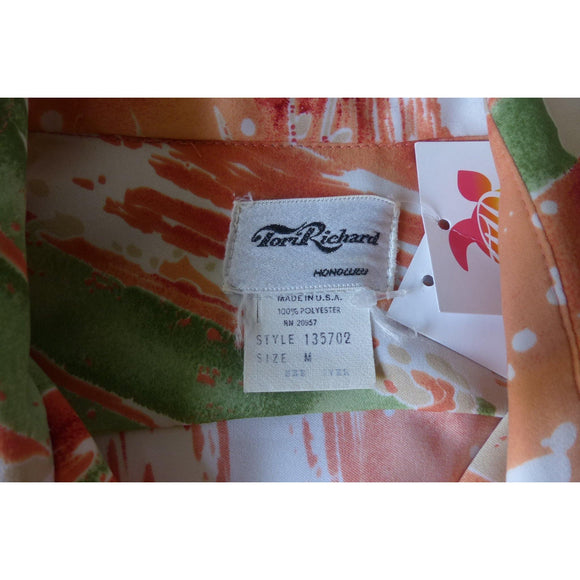 Tori Richard
HONOLULU
MADE IN U.S.A.
100% POLYESTER
RN 20957
STYLE 135702
SIZE M